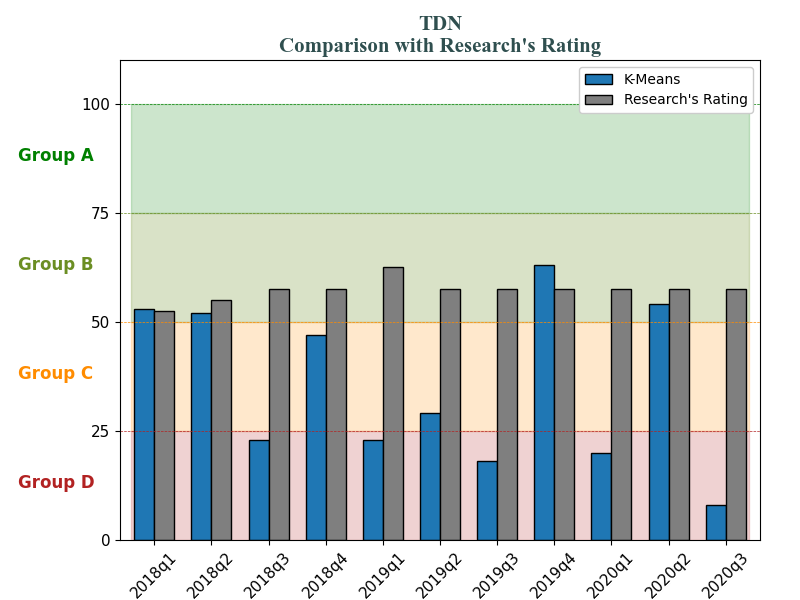 TDN
Comparison with Research's Rating
K-Means
Research's Rating
100
Group A
75
Group B
50
Group C
25
Group D
0
2018q1 2018q2 2018q3 2018q4 2019q1 2019q2 2019q3 2019q4 2020q1 2020q2 2020q3